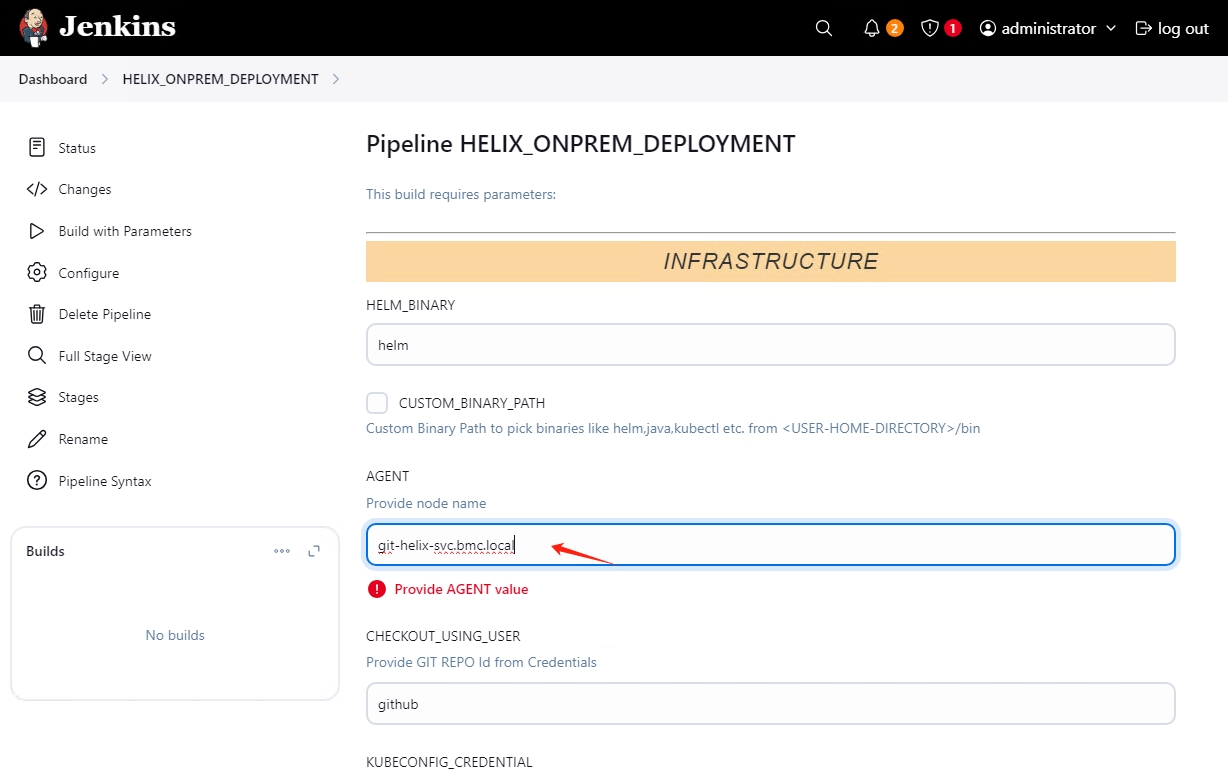 Jenkins
2
1
administrator
log out
Dashboard
HELIX_ONPREM_DEPLOYMENT
Status
Changes
Build with Parameters
Configure
Delete Pipeline
Full Stage View
Stages
Rename
Pipeline Syntax
Builds
No builds
Pipeline HELIX_ONPREM_DEPLOYMENT
This build requires parameters:
INFRASTRUCTURE
HELM_BINARY
helm
CUSTOM_BINARY_PATH
Custom Binary Path to pick binaries like helm,java,kubectl etc. from <USER-HOME-DIRECTORY>/bin
AGENT
Provide node name
git-helix-svc.bmc.local
Provide AGENT value
CHECKOUT_USING_USER
Provide GIT REPO Id from Credentials
github
KUBECONFIG_CREDENTIAL